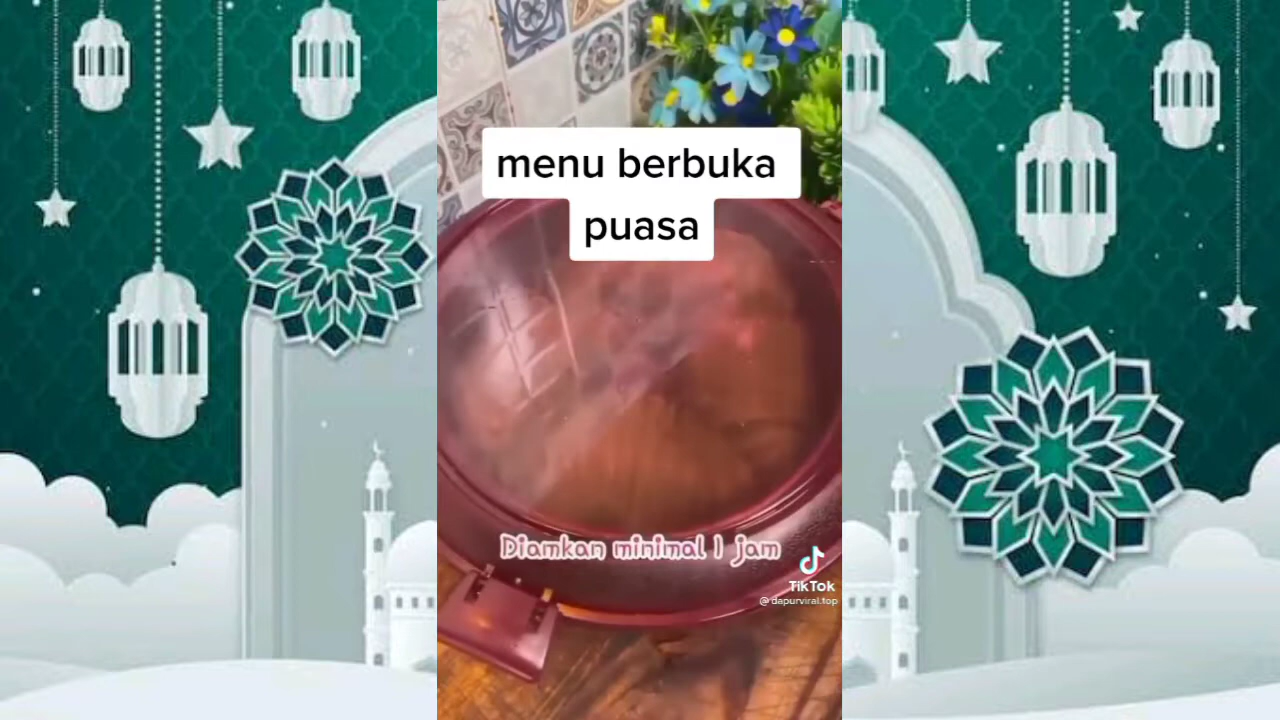 menu berbuka
puasa
Diamkan minimal 1 jam
TikTok
@dapurviral.top